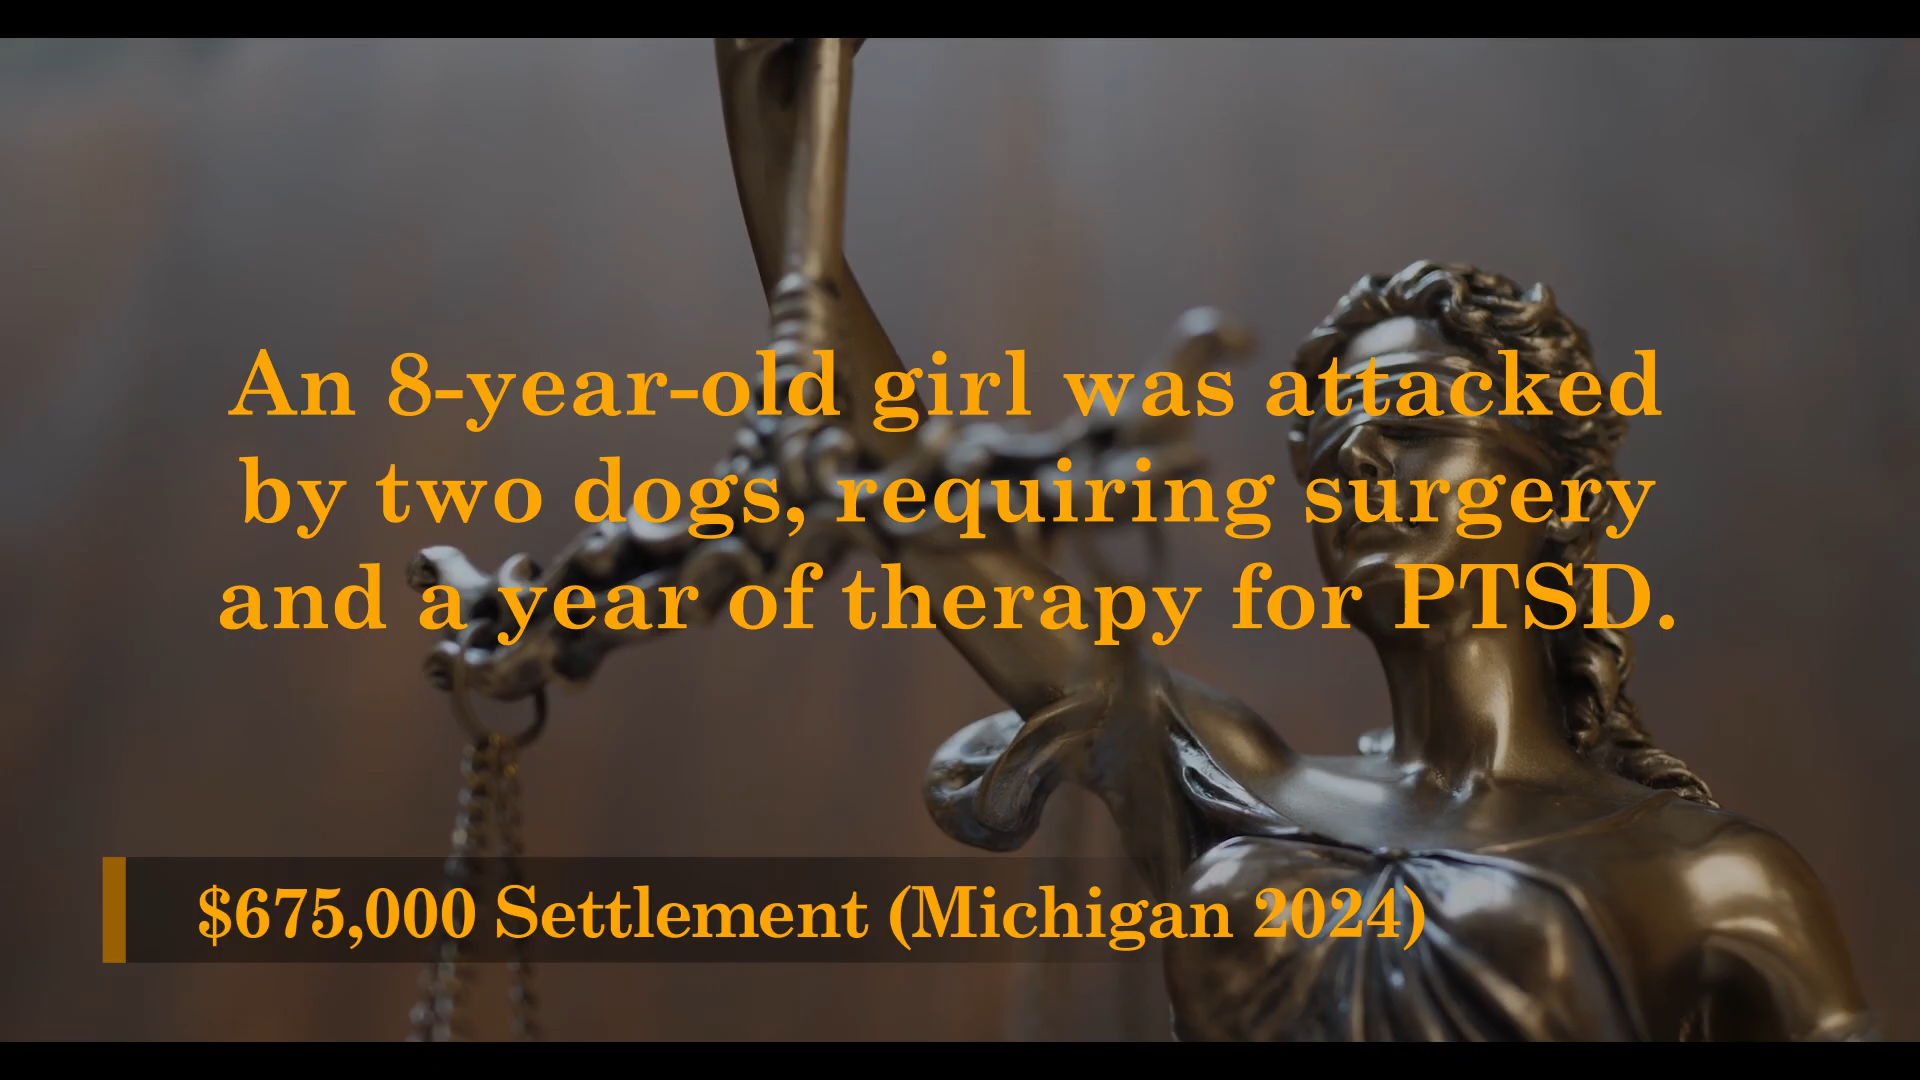 An 8-year-old girl was attacked
by two dogs, requiring surgery
and a year of therapy for PTSD.
$675,000 Settlement (Michigan 2024)